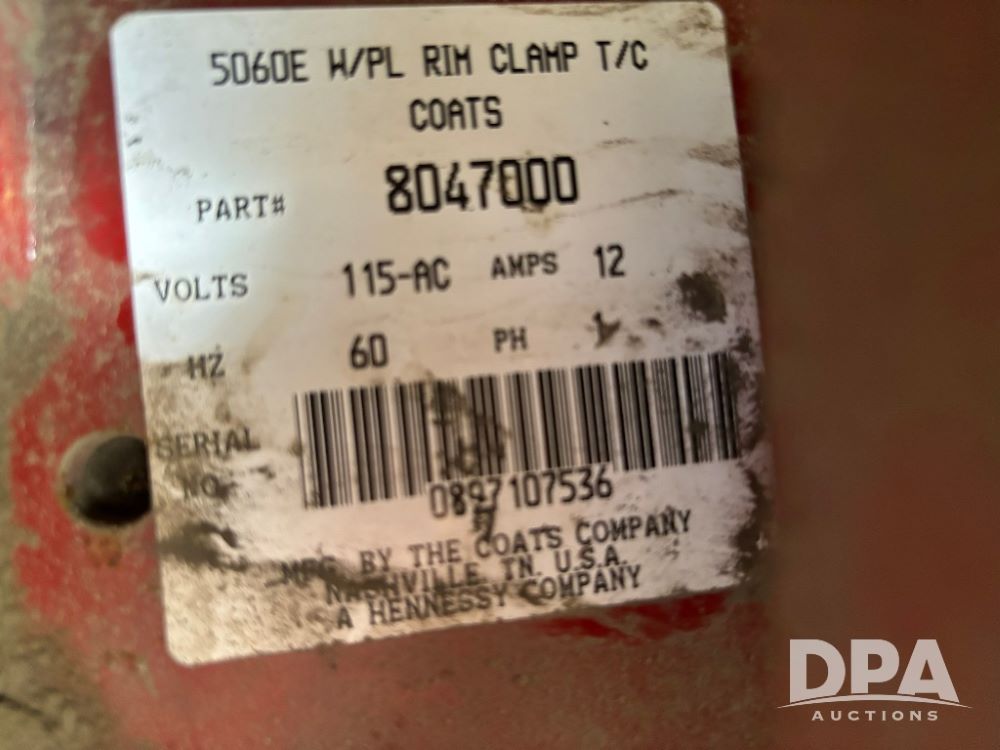 5060E W/PL RIM CLAMP T/C
COATS
PART# 8047000
VOLTS 115-AC AMPS 12
HZ 60 PH 1
SERIAL
NO. 0897107536
MFG BY THE COATS COMPANY
NASHVILLE TN. U.S.A.
A HENNESSY COMPANY
DPA
AUCTIONS